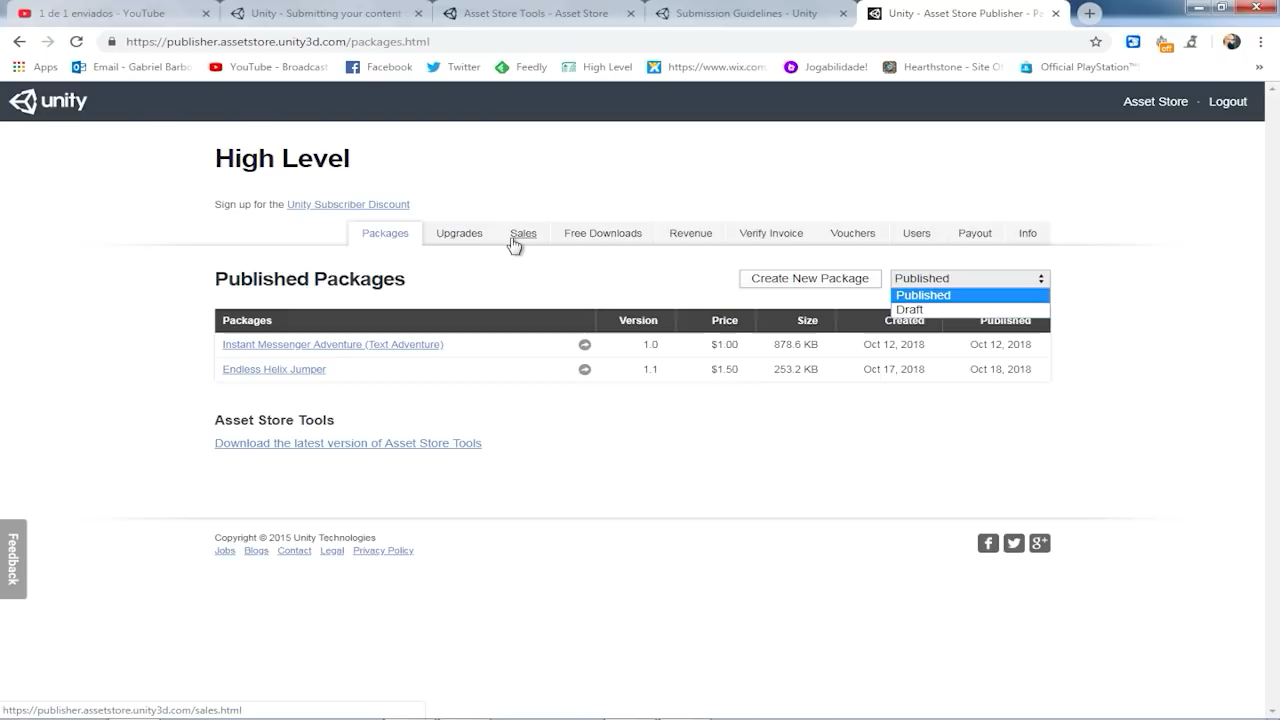 1 de 1 enviados - YouTube
Unity - Submitting your content
Asset Store Tools - Asset Store
Submission Guidelines - Unity
Unity - Asset Store Publisher - Pa
https://publisher.assetstore.unity3d.com/packages.html
off
Apps
Email - Gabriel Barbo
YouTube - Broadcast
Facebook
Twitter
Feedly
High Level
https://www.wix.com
Jogabilidade!
Hearthstone - Site O
Official PlayStation™
unity
Asset Store · Logout
High Level
Sign up for the Unity Subscriber Discount
Packages Upgrades Sales Free Downloads Revenue Verify Invoice Vouchers Users Payout Info
Published Packages
Create New Package
Published
Published
Draft
Packages Version Price Size Created Published
Instant Messenger Adventure (Text Adventure) 1.0 $1.00 878.6 KB Oct 12, 2018 Oct 12, 2018
Endless Helix Jumper 1.1 $1.50 253.2 KB Oct 17, 2018 Oct 18, 2018
Asset Store Tools
Download the latest version of Asset Store Tools
Feedback
Copyright © 2015 Unity Technologies
Jobs Blogs Contact Legal Privacy Policy
https://publisher.assetstore.unity3d.com/sales.html